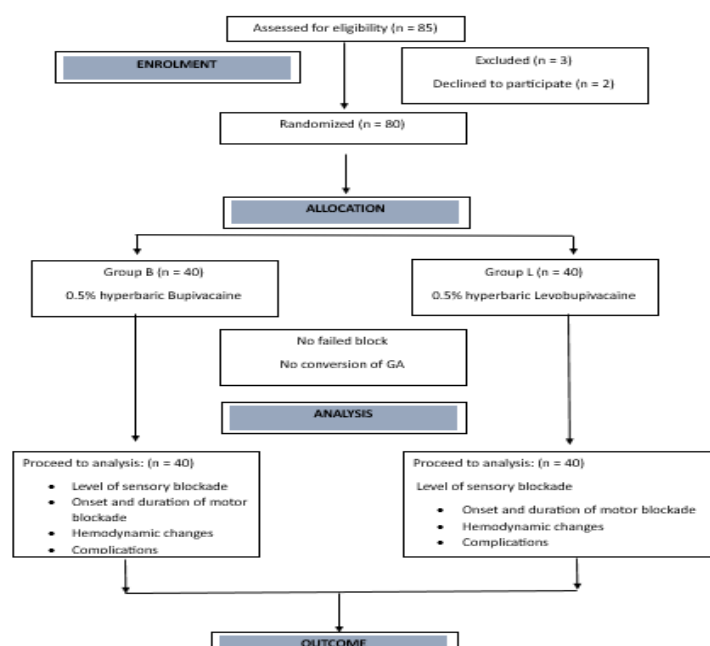 Assessed for eligibility (n = 85)
ENROLMENT
Excluded (n = 3)
Declined to participate (n = 2)
Randomized (n = 80)
ALLOCATION
Group B (n = 40)
0.5% hyperbaric Bupivacaine
Group L (n = 40)
0.5% hyperbaric Levobupivacaine
No failed block
No conversion of GA
ANALYSIS
Proceed to analysis: (n = 40)
• Level of sensory blockade
• Onset and duration of motor
blockade
• Hemodynamic changes
• Complications
Proceed to analysis: (n = 40)
Level of sensory blockade
• Onset and duration of motor blockade
• Hemodynamic changes
• Complications
OUTCOME